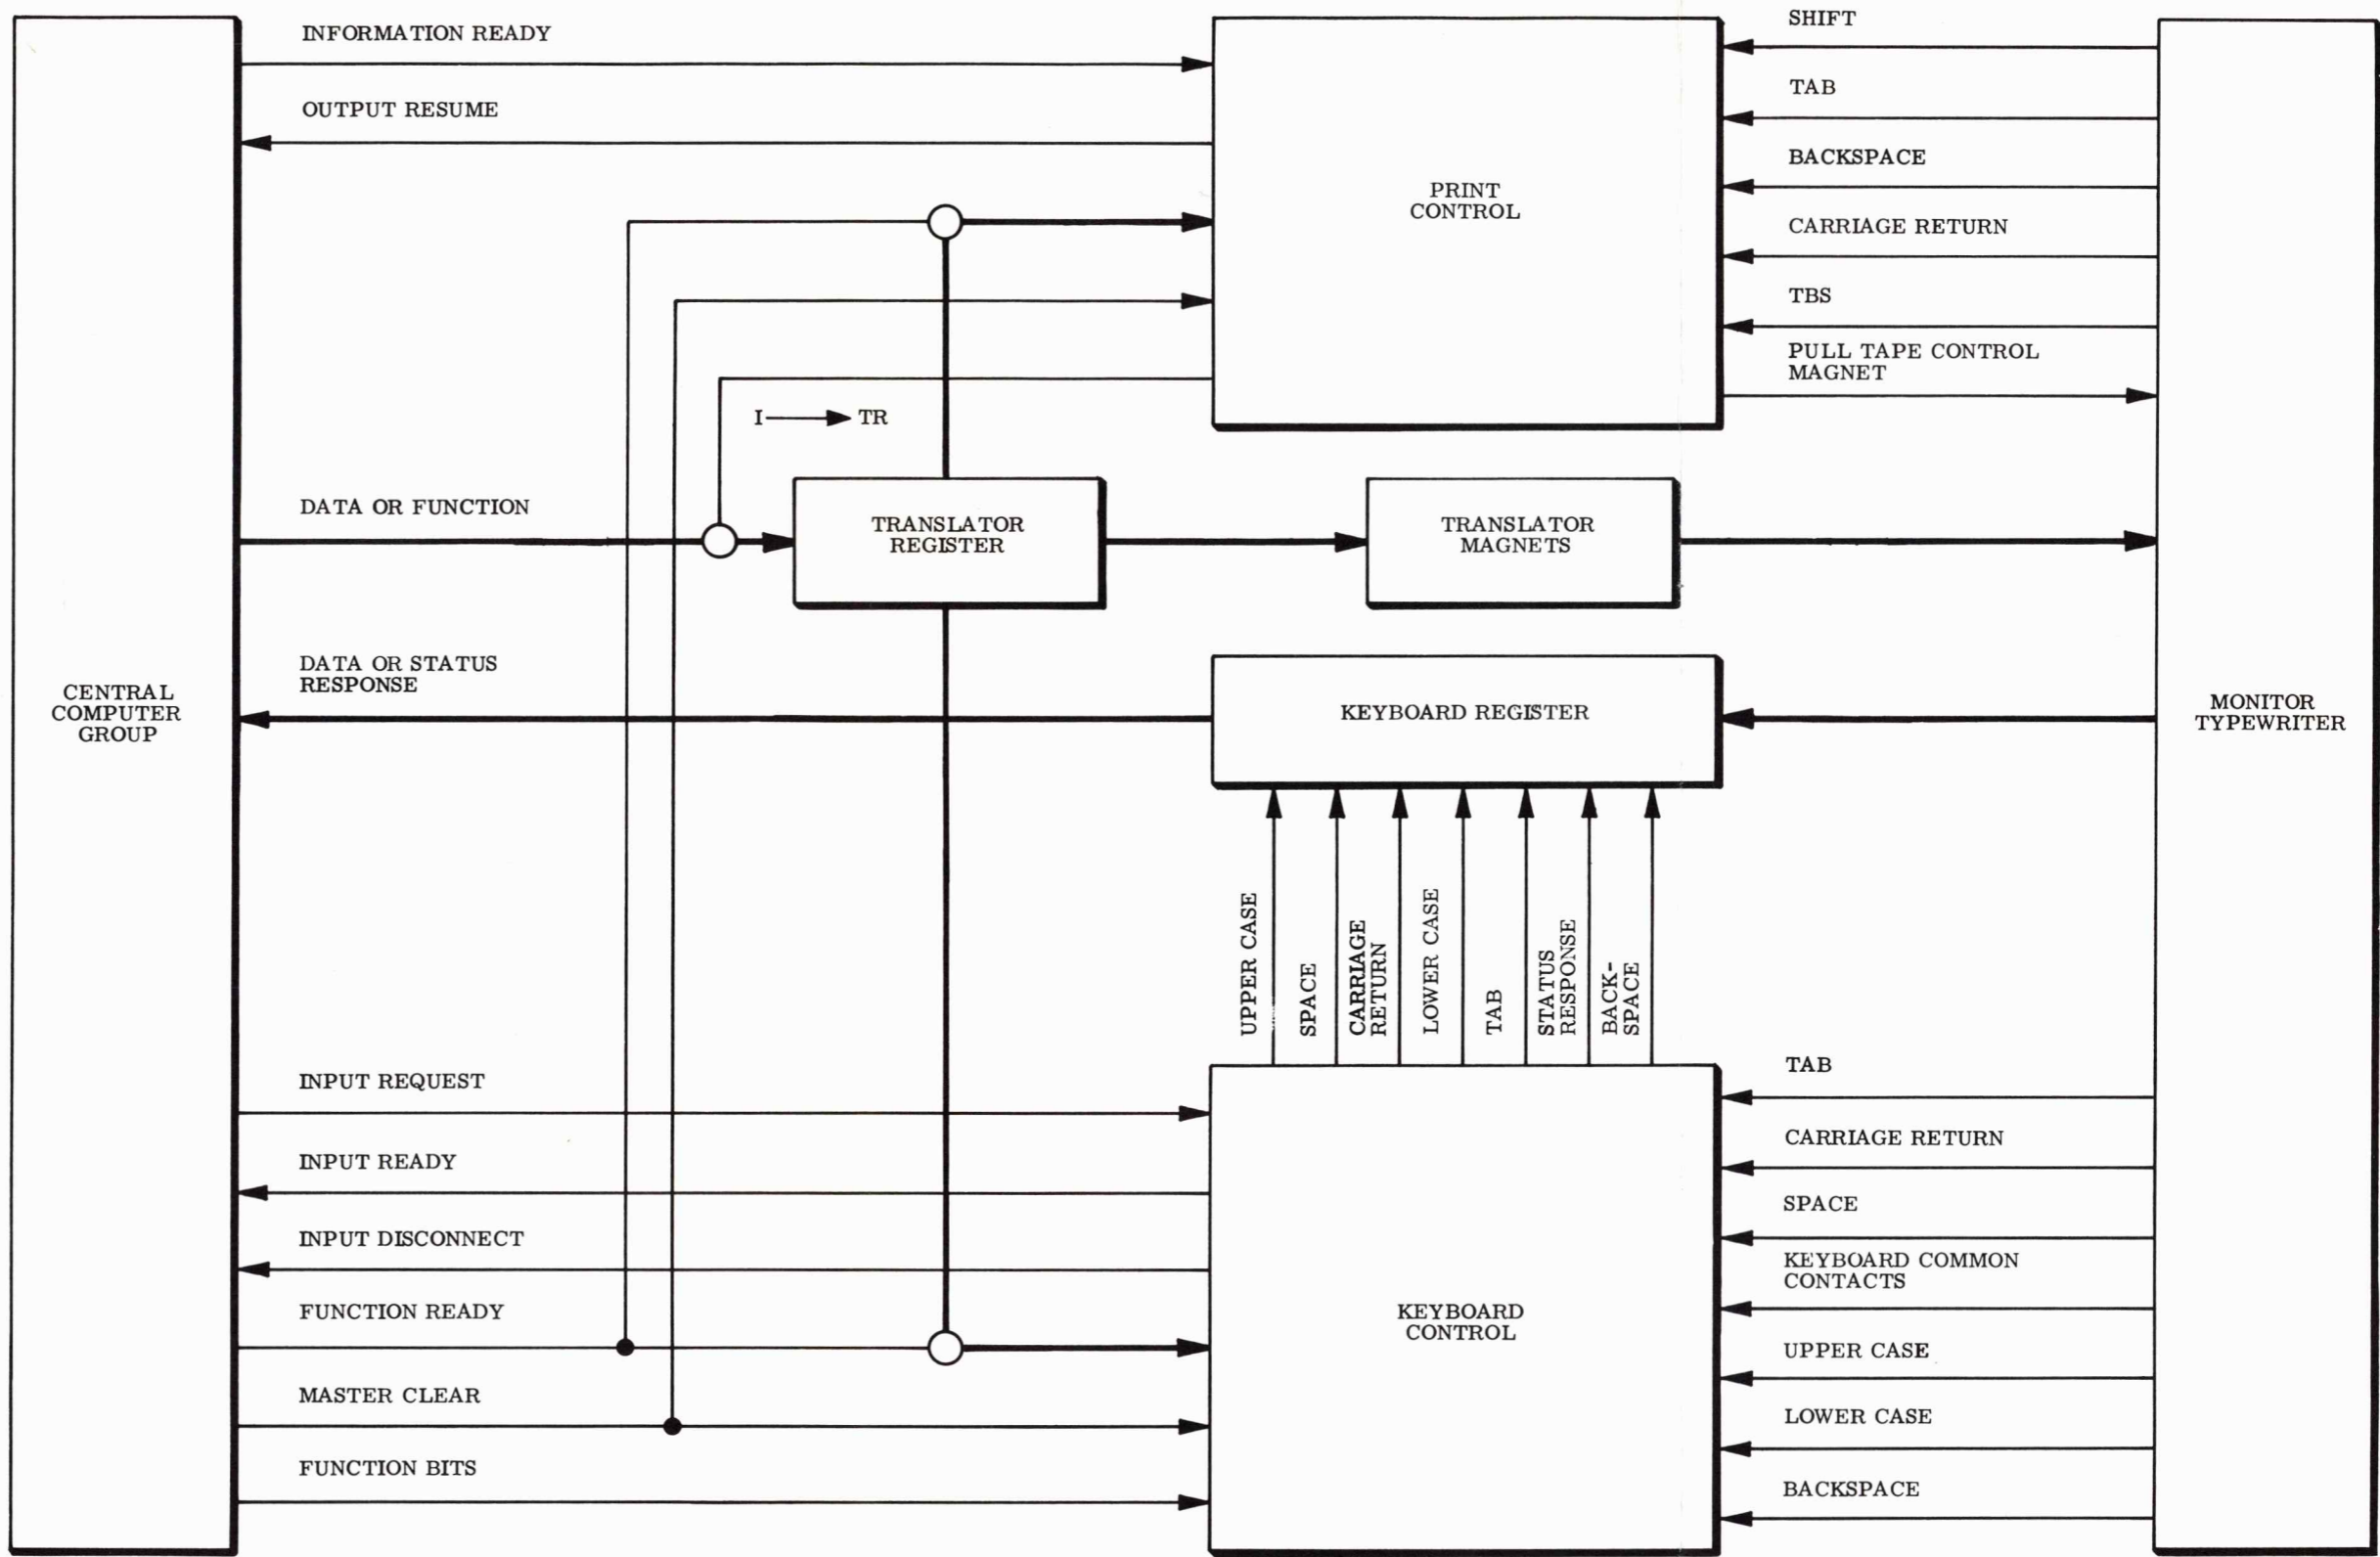 INFORMATION READY
OUTPUT RESUME
SHIFT
TAB
BACKSPACE
CARRIAGE RETURN
TBS
PULL TAPE CONTROL
MAGNET
PRINT
CONTROL
I TR
DATA OR FUNCTION
TRANSLATOR
REGISTER
TRANSLATOR
MAGNETS
DATA OR STATUS
RESPONSE
KEYBOARD REGISTER
CENTRAL
COMPUTER
GROUP
MONITOR
TYPEWRITER
UPPER CASE
SPACE
CARRIAGE
RETURN
LOWER CASE
TAB
STATUS
RESPONSE
BACK-
SPACE
INPUT REQUEST
INPUT READY
INPUT DISCONNECT
FUNCTION READY
MASTER CLEAR
FUNCTION BITS
KEYBOARD
CONTROL
TAB
CARRIAGE RETURN
SPACE
KEYBOARD COMMON
CONTACTS
UPPER CASE
LOWER CASE
BACKSPACE